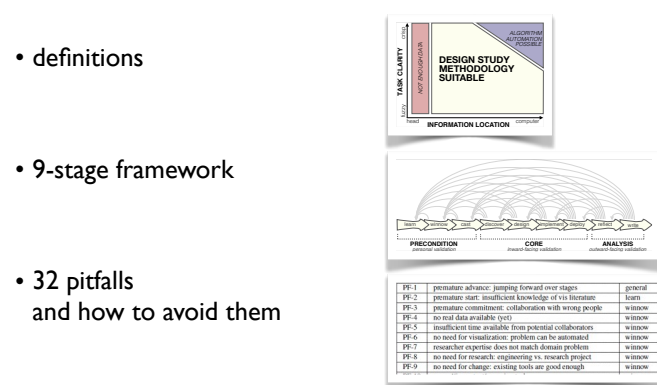 • definitions
crisp
TASK CLARITY
fuzzy
NOT ENOUGH DATA
ALGORITHM
AUTOMATION
POSSIBLE
DESIGN STUDY
METHODOLOGY
SUITABLE
head
computer
INFORMATION LOCATION
• 9-stage framework
learn winnow cast discover design implement deploy reflect write
PRECONDITION CORE ANALYSIS
personal validation inward-facing validation outward-facing validation
• 32 pitfalls
and how to avoid them
PF-1 premature advance: jumping forward over stages general
PF-2 premature start: insufficient knowledge of vis literature learn
PF-3 premature commitment: collaboration with wrong people winnow
PF-4 no real data available (yet) winnow
PF-5 insufficient time available from potential collaborators winnow
PF-6 no need for visualization: problem can be automated winnow
PF-7 researcher expertise does not match domain problem winnow
PF-8 no need for research: engineering vs. research project winnow
PF-9 no need for change: existing tools are good enough winnow